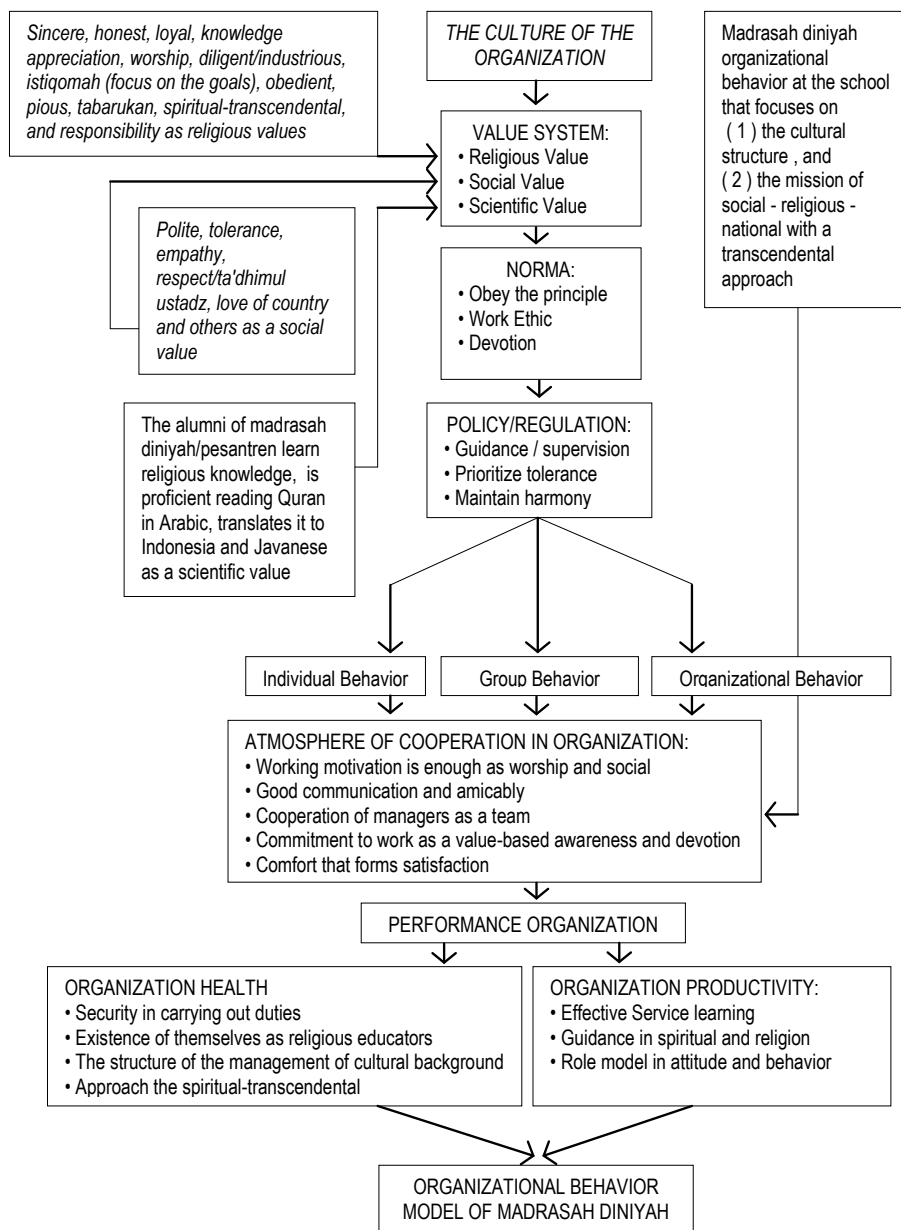 Sincere, honest, loyal, knowledge
appreciation, worship, diligent/industrious,
istiqomah (focus on the goals), obedient,
pious, tabarukan, spiritual-transcendental,
and responsibility as religious values
THE CULTURE OF THE
ORGANIZATION
Madrasah diniyah
organizational
behavior at the school
that focuses on
( 1 ) the cultural
structure , and
( 2 ) the mission of
social - religious -
national with a
transcendental
approach
VALUE SYSTEM:
• Religious Value
• Social Value
• Scientific Value
Polite, tolerance,
empathy,
respect/ta'dhimul
ustadz, love of country
and others as a social
value
NORMA:
• Obey the principle
• Work Ethic
• Devotion
The alumni of madrasah
diniyah/pesantren learn
religious knowledge, is
proficient reading Quran
in Arabic, translates it to
Indonesia and Javanese
as a scientific value
POLICY/REGULATION:
• Guidance / supervision
• Prioritize tolerance
• Maintain harmony
Individual Behavior
Group Behavior
Organizational Behavior
ATMOSPHERE OF COOPERATION IN ORGANIZATION:
• Working motivation is enough as worship and social
• Good communication and amicably
• Cooperation of managers as a team
• Commitment to work as a value-based awareness and devotion
• Comfort that forms satisfaction
PERFORMANCE ORGANIZATION
ORGANIZATION HEALTH
• Security in carrying out duties
• Existence of themselves as religious educators
• The structure of the management of cultural background
• Approach the spiritual-transcendental
ORGANIZATION PRODUCTIVITY:
• Effective Service learning
• Guidance in spiritual and religion
• Role model in attitude and behavior
ORGANIZATIONAL BEHAVIOR
MODEL OF MADRASAH DINIYAH